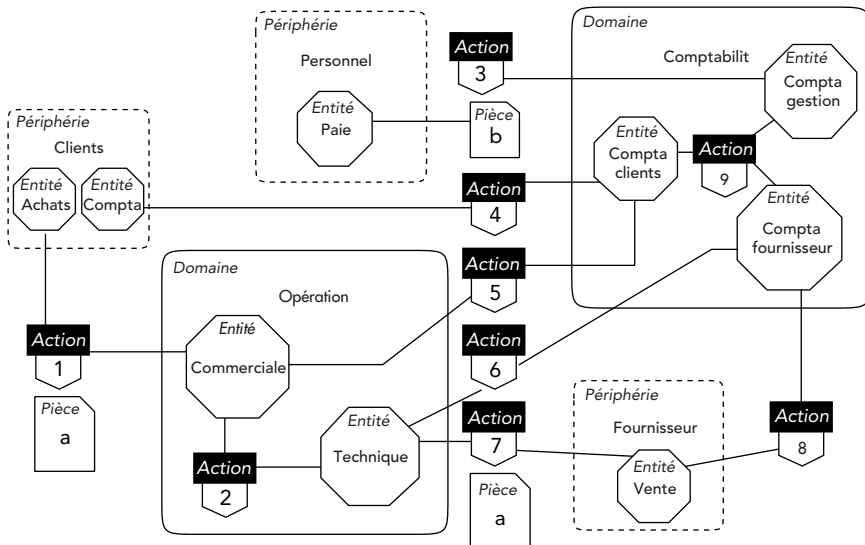 Périphérie
Personnel
Entité
Paie
Action
3
Pièce
b
Domaine
Comptabilit
Entité
Compta
gestion
Entité
Compta
clients
Action
9
Entité
Compta
fournisseur
Périphérie
Clients
Entité
Achats
Entité
Compta
Action
4
Domaine
Opération
Entité
Commerciale
Action
5
Action
1
Pièce
a
Action
6
Entité
Technique
Action
2
Action
7
Pièce
a
Périphérie
Fournisseur
Entité
Vente
Action
8